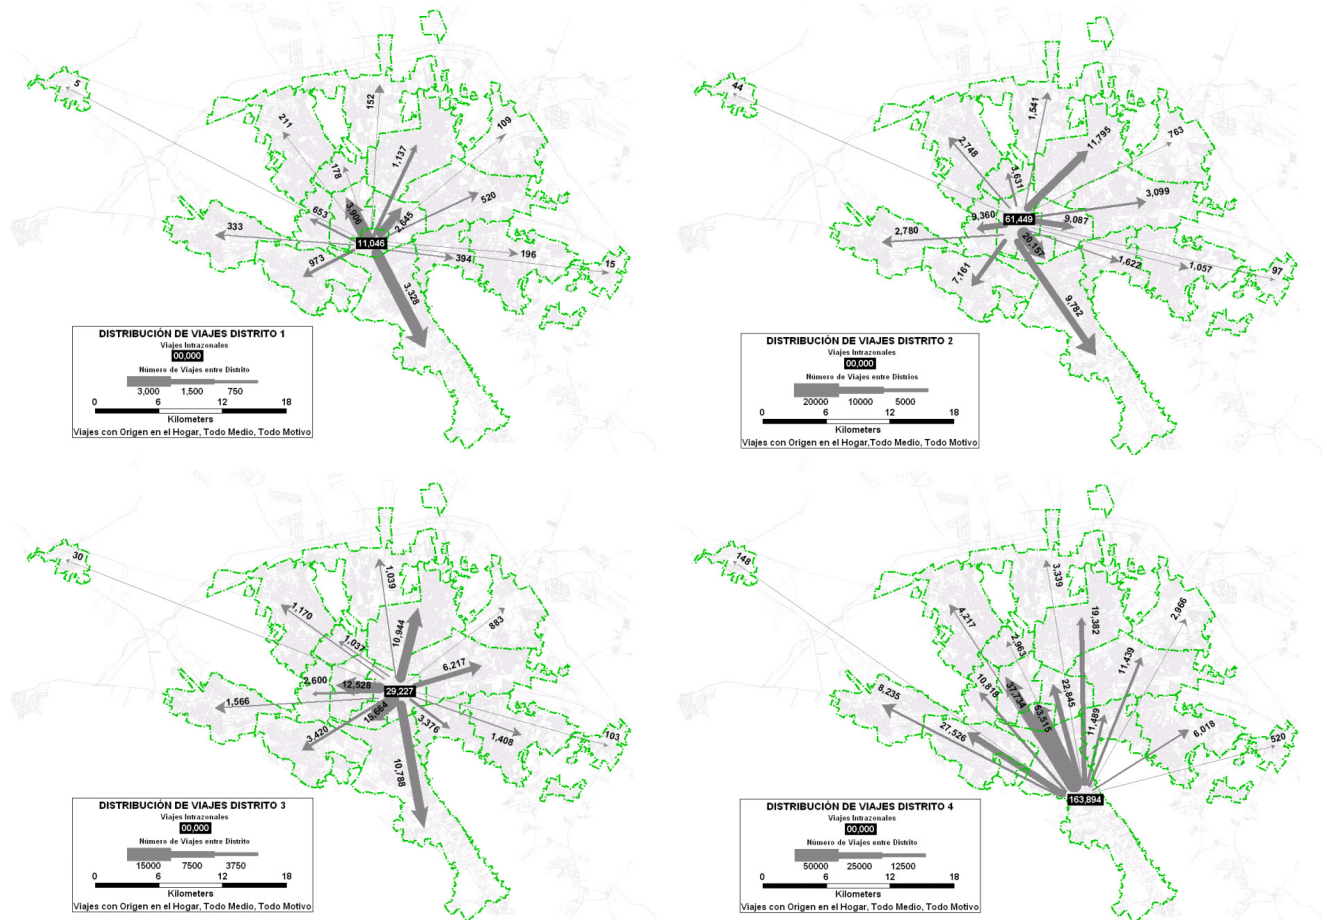 5
152
211
109
1,137
178
520
3,906
653
2,645
333
11,046
196
394
15
973
3,328
DISTRIBUCIÓN DE VIAJES DISTRITO 1
Viajes Intrazonales
00,000
Número de Viajes entre Distrito
3,000 1,500 750
0 6 12 18
Kilometers
Viajes con Origen en el Hogar, Todo Medio, Todo Motivo
44
1,541
11,795
763
2,748
3,631
3,099
9,360
61,449
9,087
2,780
20,157
1,622
1,057
97
7,161
9,782
DISTRIBUCIÓN DE VIAJES DISTRITO 2
Viajes Intrazonales
00,000
Número de Viajes entre Distrios
20000 10000 5000
0 6 12 18
Kilometers
Viajes con Origen en el Hogar,Todo Medio, Todo Motivo
30
1,039
1,170
10,944
883
1,037
6,217
2,600
12,528
29,227
1,566
15,664
3,376
1,408
103
3,420
10,788
DISTRIBUCIÓN DE VIAJES DISTRITO 3
Viajes Intrazonales
00,000
Número de Viajes entre Distrito
15000 7500 3750
0 6 12 18
Kilometers
Viajes con Origen en el Hogar, Todo Medio, Todo Motivo
148
3,339
4,217
19,382
2,966
2,963
11,439
8,235
10,818
37,734
22,845
53,515
11,489
27,526
6,018
520
163,894
DISTRIBUCIÓN DE VIAJES DISTRITO 4
Viajes Intrazonales
00,000
Número de Viajes entre Distrito
50000 25000 12500
0 6 12 18
Kilometers
Viajes con Origen en el Hogar, Todo Medio, Todo Motivo